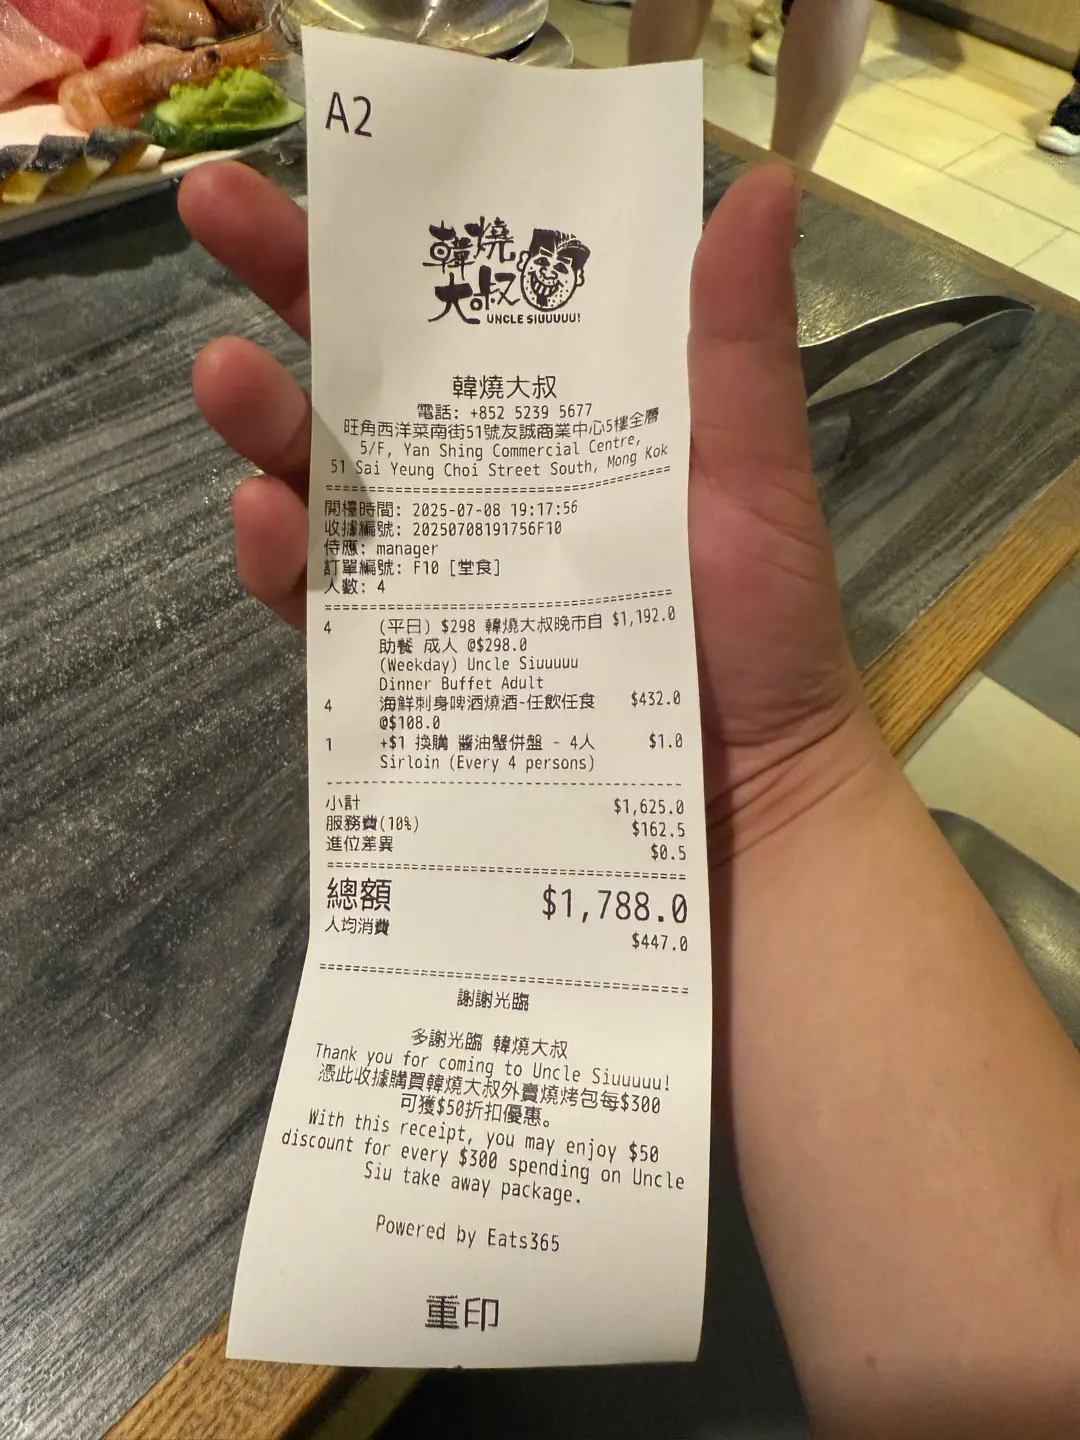 A2
韓燒
大叔
UNCLE SIUUUUU!
韓燒大叔
電話: +852 5239 5677
旺角西洋菜南街51號友誠商業中心5樓全層
5/F, Yan Shing Commercial Centre,
51 Sai Yeung Choi Street South, Mong Kok
開檯時間: 2025-07-08 19:17:56
收據編號: 20250708191756F10
侍應: manager
訂單編號: F10 [堂食]
人數: 4
4 (平日) $298 韓燒大叔晚市自 $1,192.0
助餐 成人 @$298.0
(Weekday) Uncle Siuuuuu
Dinner Buffet Adult
4 海鮮刺身啤酒燒酒-任飲任食 $432.0
@$108.0
1 +$1 換購 醬油蟹併盤 - 4人 $1.0
Sirloin (Every 4 persons)
小計 $1,625.0
服務費(10%) $162.5
進位差異 $0.5
總額 $1,788.0
人均消費 $447.0
謝謝光臨
多謝光臨 韓燒大叔
Thank you for coming to Uncle Siuuuuu!
憑此收據購買韓燒大叔外賣燒烤包每$300
可獲$50折扣優惠。
With this receipt, you may enjoy $50
discount for every $300 spending on Uncle
Siu take away package.
Powered by Eats365
重印